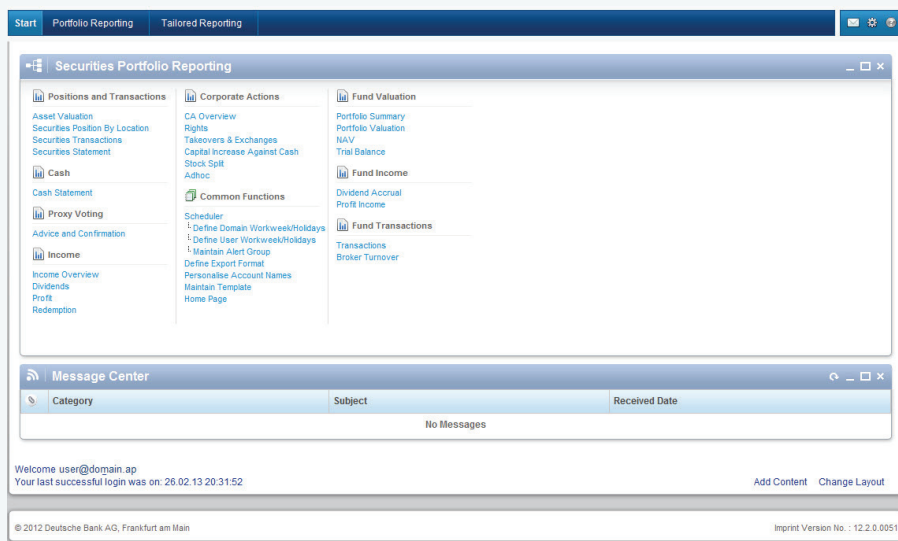 Start Portfolio Reporting Tailored Reporting
Securities Portfolio Reporting
Positions and Transactions
Asset Valuation
Securities Position By Location
Securities Transactions
Securities Statement
Cash
Cash Statement
Proxy Voting
Advice and Confirmation
Income
Income Overview
Dividends
Profit
Redemption
Corporate Actions
CA Overview
Rights
Takeovers & Exchanges
Capital Increase Against Cash
Stock Split
Adhoc
Common Functions
Scheduler
Define Domain Workweek/Holidays
Define User Workweek/Holidays
Maintain Alert Group
Define Export Format
Personalise Account Names
Maintain Template
Home Page
Fund Valuation
Portfolio Summary
Portfolio Valuation
NAV
Trial Balance
Fund Income
Dividend Accrual
Profit Income
Fund Transactions
Transactions
Broker Turnover
Message Center
Category Subject Received Date
No Messages
Welcome user@domain.ap
Your last successful login was on: 26.02.13 20:31:52
Add Content Change Layout
© 2012 Deutsche Bank AG, Frankfurt am Main
Imprint Version No. : 12.2.0.0051